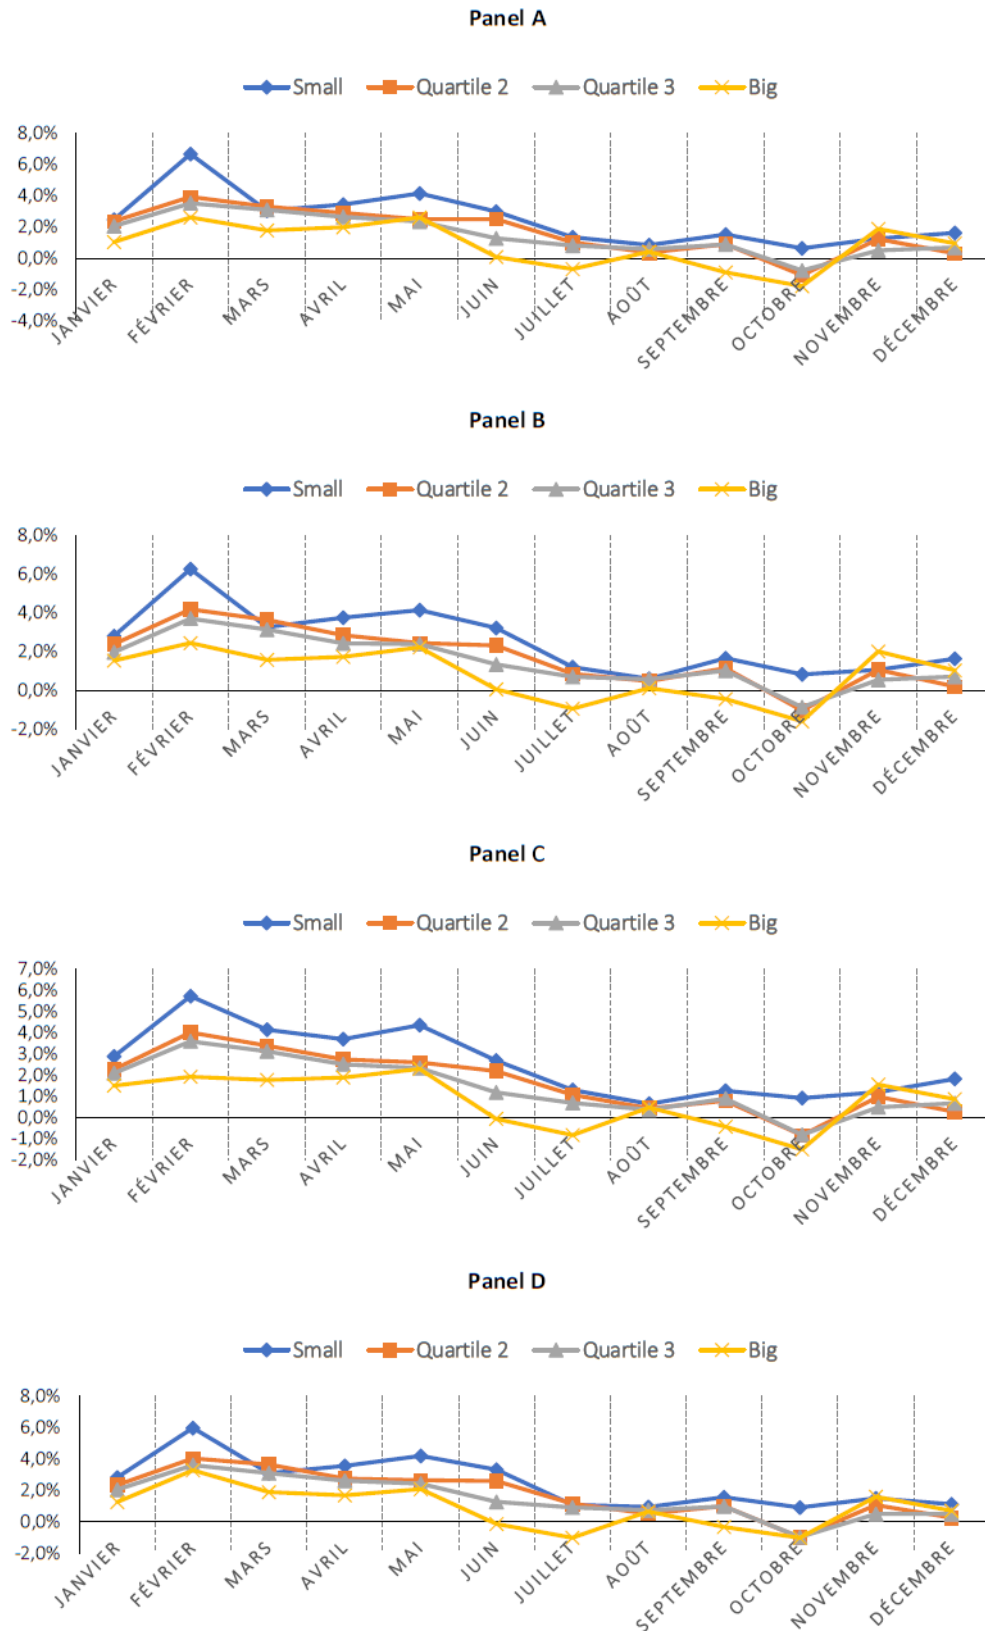 Panel A
Small Quartile 2 Quartile 3 Big
8,0%
6,0%
4,0%
2,0%
0,0%
-2,0%
-4,0%
JANVIER FÉVRIER MARS AVRIL MAI JUIN JUILLET AOÛT SEPTEMBRE OCTOBRE NOVEMBRE DÉCEMBRE
Panel B
Small Quartile 2 Quartile 3 Big
8,0%
6,0%
4,0%
2,0%
0,0%
-2,0%
JANVIER FÉVRIER MARS AVRIL MAI JUIN JUILLET AOÛT SEPTEMBRE OCTOBRE NOVEMBRE DÉCEMBRE
Panel C
Small Quartile 2 Quartile 3 Big
7,0%
6,0%
5,0%
4,0%
3,0%
2,0%
1,0%
0,0%
-1,0%
-2,0%
JANVIER FÉVRIER MARS AVRIL MAI JUIN JUILLET AOÛT SEPTEMBRE OCTOBRE NOVEMBRE DÉCEMBRE
Panel D
Small Quartile 2 Quartile 3 Big
8,0%
6,0%
4,0%
2,0%
0,0%
-2,0%
JANVIER FÉVRIER MARS AVRIL MAI JUIN JUILLET AOÛT SEPTEMBRE OCTOBRE NOVEMBRE DÉCEMBRE